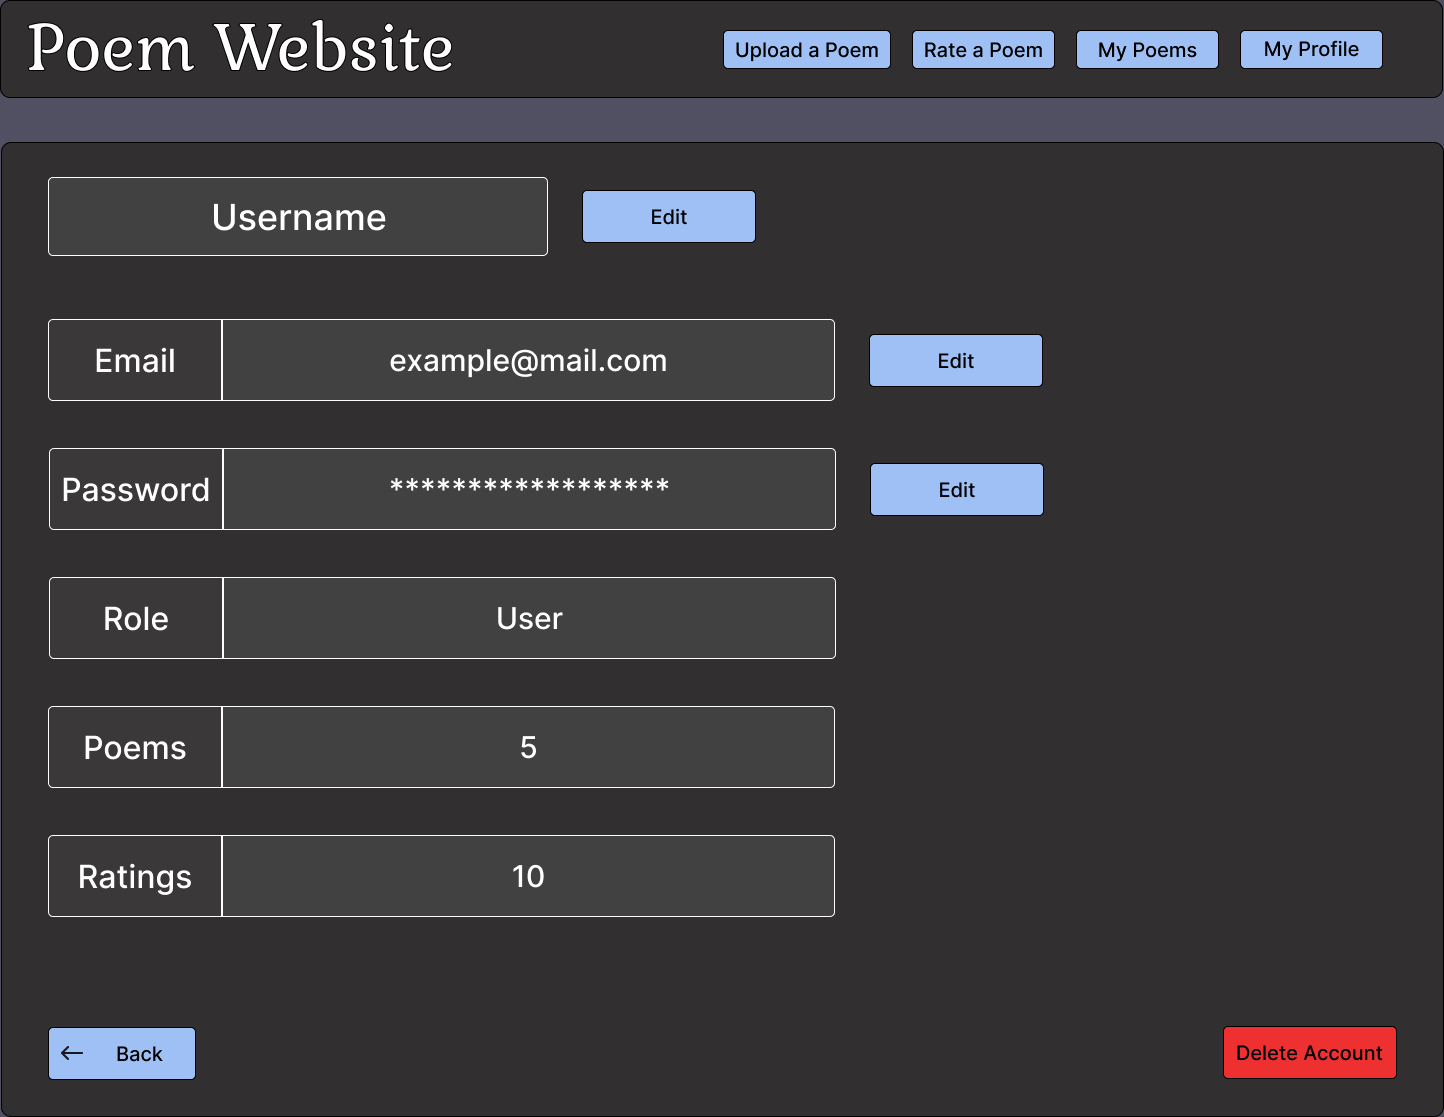 Poem Website
Upload a Poem
Rate a Poem
My Poems
My Profile
Username
Edit
Email
example@mail.com
Edit
Password
******************
Edit
Role
User
Poems
5
Ratings
10
Back
Delete Account